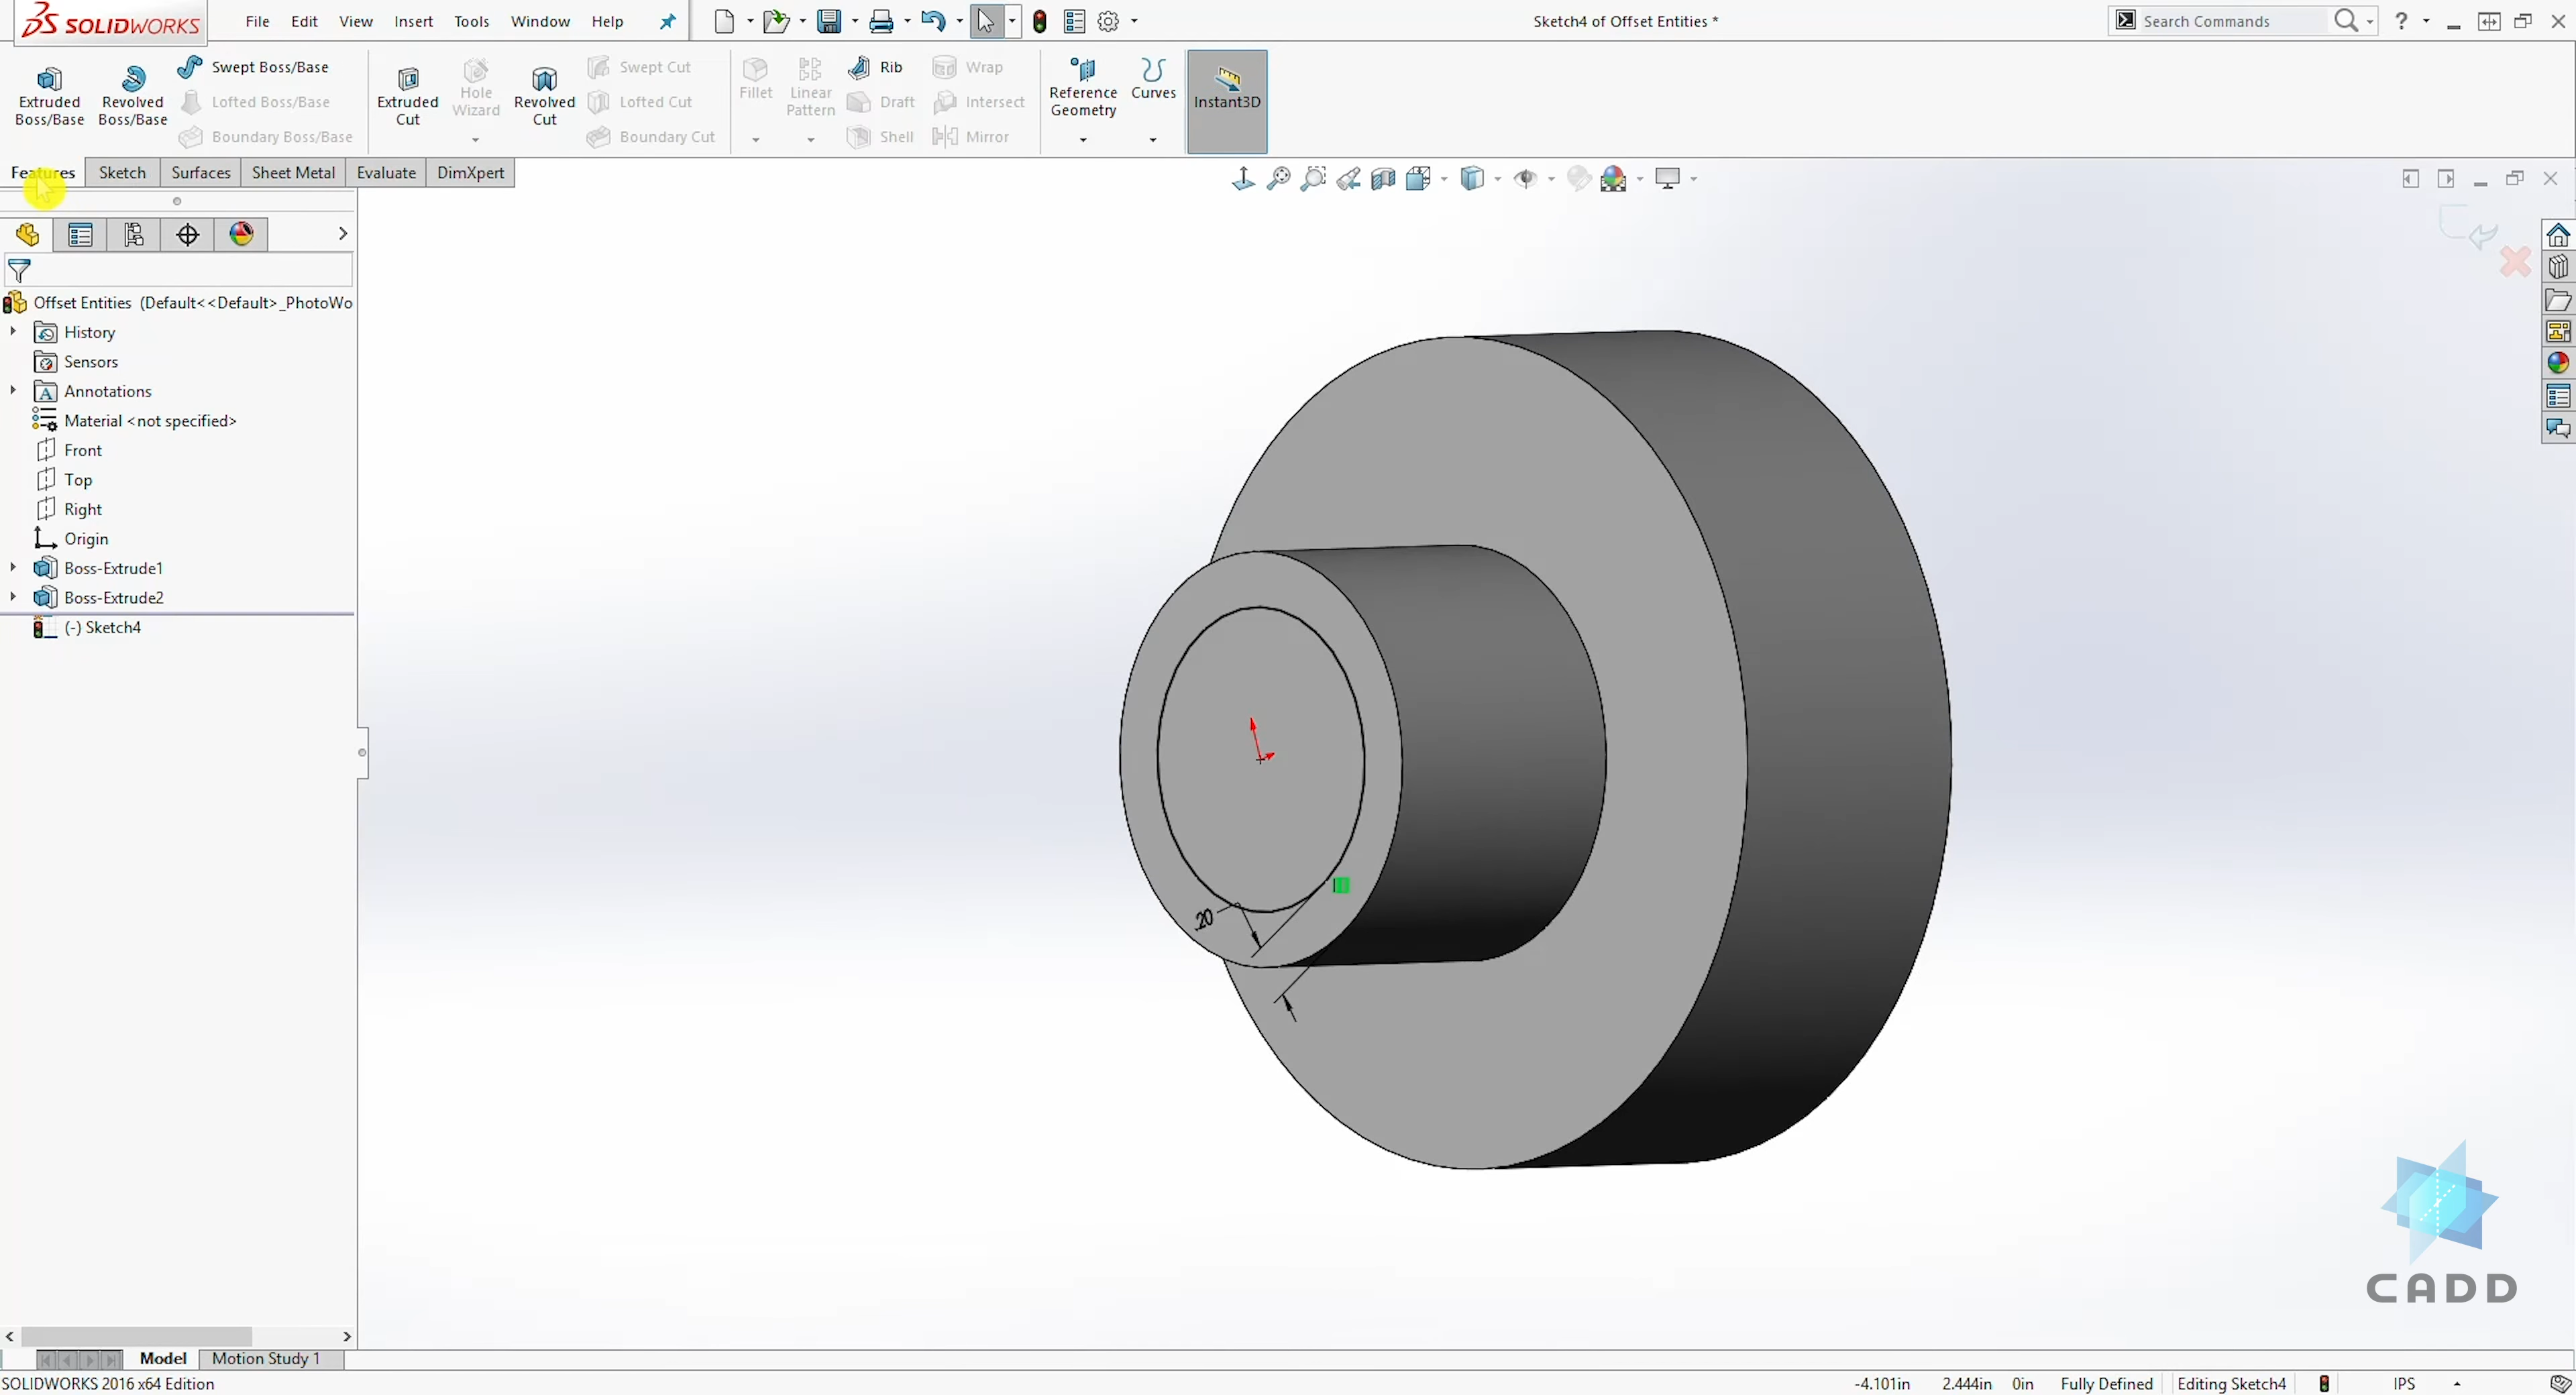 SOLIDWORKS File Edit View Insert Tools Window Help Sketch4 of Offset Entities * Search Commands ?
Extruded Boss/Base
Revolved Boss/Base
Swept Boss/Base
Lofted Boss/Base
Boundary Boss/Base
Extruded Cut
Hole Wizard
Revolved Cut
Swept Cut
Lofted Cut
Boundary Cut
Fillet
Linear Pattern
Rib
Draft
Shell
Wrap
Intersect
Mirror
Reference Geometry
Curves
Instant3D
Features Sketch Surfaces Sheet Metal Evaluate DimXpert
Offset Entities (Default<<Default>_PhotoWo
History
Sensors
Annotations
Material <not specified>
Front
Top
Right
Origin
Boss-Extrude1
Boss-Extrude2
(-) Sketch4
.20
CADD
Model Motion Study 1
SOLIDWORKS 2016 x64 Edition -4.101in 2.444in 0in Fully Defined Editing Sketch4 IPS